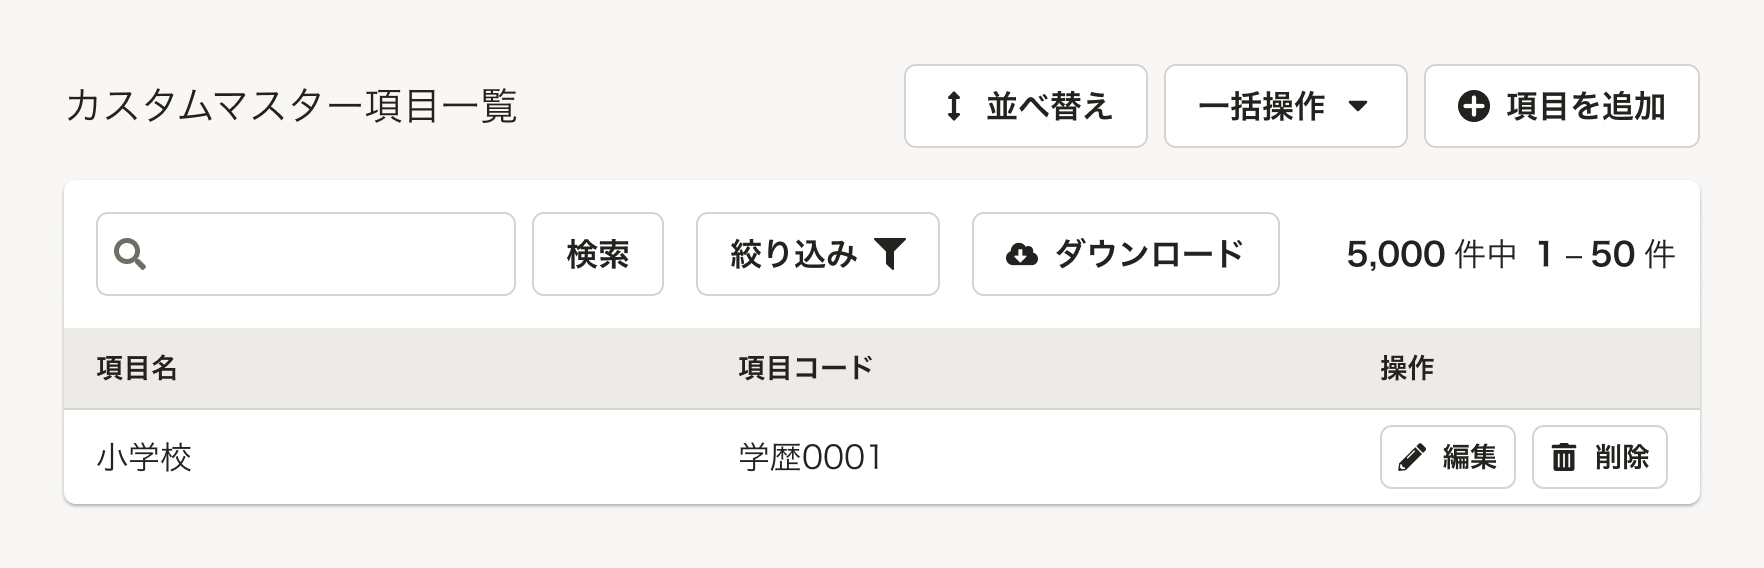 カスタムマスター項目一覧
並べ替え
一括操作
項目を追加
検索
絞り込み
ダウンロード
5,000 件中 1 – 50 件
項目名 項目コード 操作
小学校 学歴0001 編集 削除